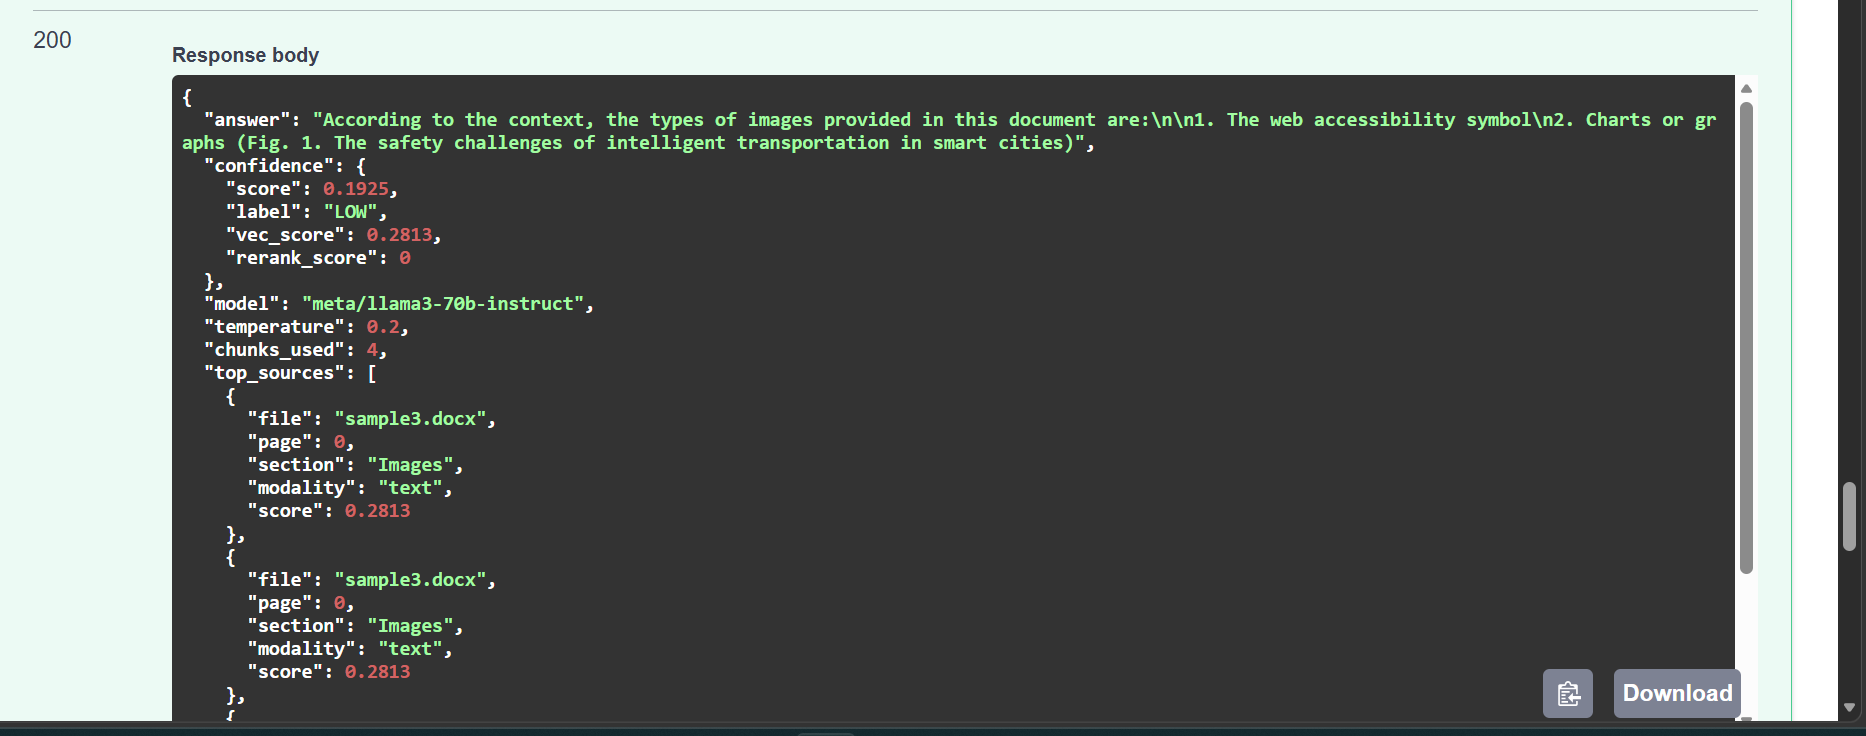 200
Response body
{
"answer": "According to the context, the types of images provided in this document are:\n\n1. The web accessibility symbol\n2. Charts or gr
aphs (Fig. 1. The safety challenges of intelligent transportation in smart cities)",
"confidence": {
"score": 0.1925,
"label": "LOW",
"vec_score": 0.2813,
"rerank_score": 0
},
"model": "meta/llama3-70b-instruct",
"temperature": 0.2,
"chunks_used": 4,
"top_sources": [
{
"file": "sample3.docx",
"page": 0,
"section": "Images",
"modality": "text",
"score": 0.2813
},
{
"file": "sample3.docx",
"page": 0,
"section": "Images",
"modality": "text",
"score": 0.2813
},
{
Download